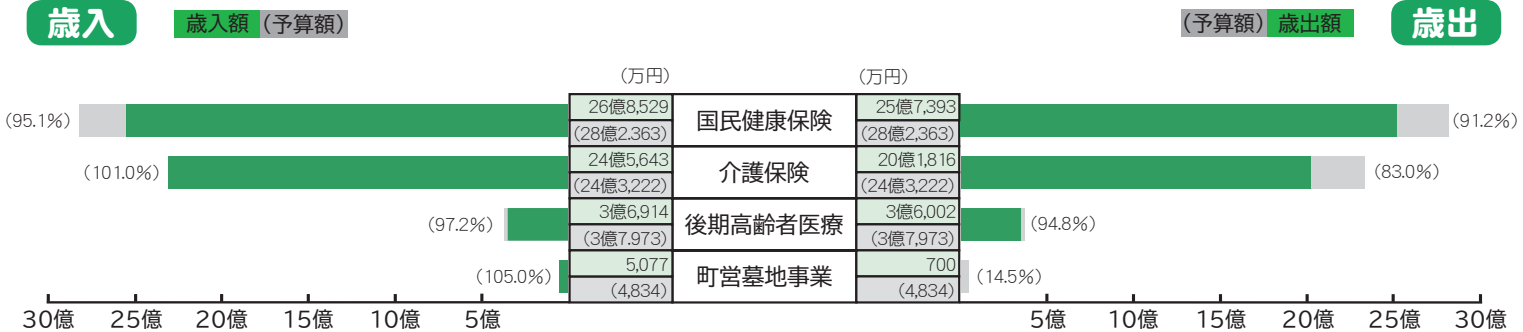 歳入
歳入額 (予算額)
(予算額) 歳出額
歳出
(万円)
(万円)
(95.1%)
26億8,529
(28億2.363)
国民健康保険
25億7,393
(28億2,363)
(91.2%)
(101.0%)
24億5,643
(24億3,222)
介護保険
20億1,816
(24億3,222)
(83.0%)
(97.2%)
3億6,914
(3億7.973)
後期高齢者医療
3億6,002
(3億7,973)
(94.8%)
(105.0%)
5,077
(4,834)
町営墓地事業
700
(4,834)
(14.5%)
30億 25億 20億 15億 10億 5億
5億 10億 15億 20億 25億 30億